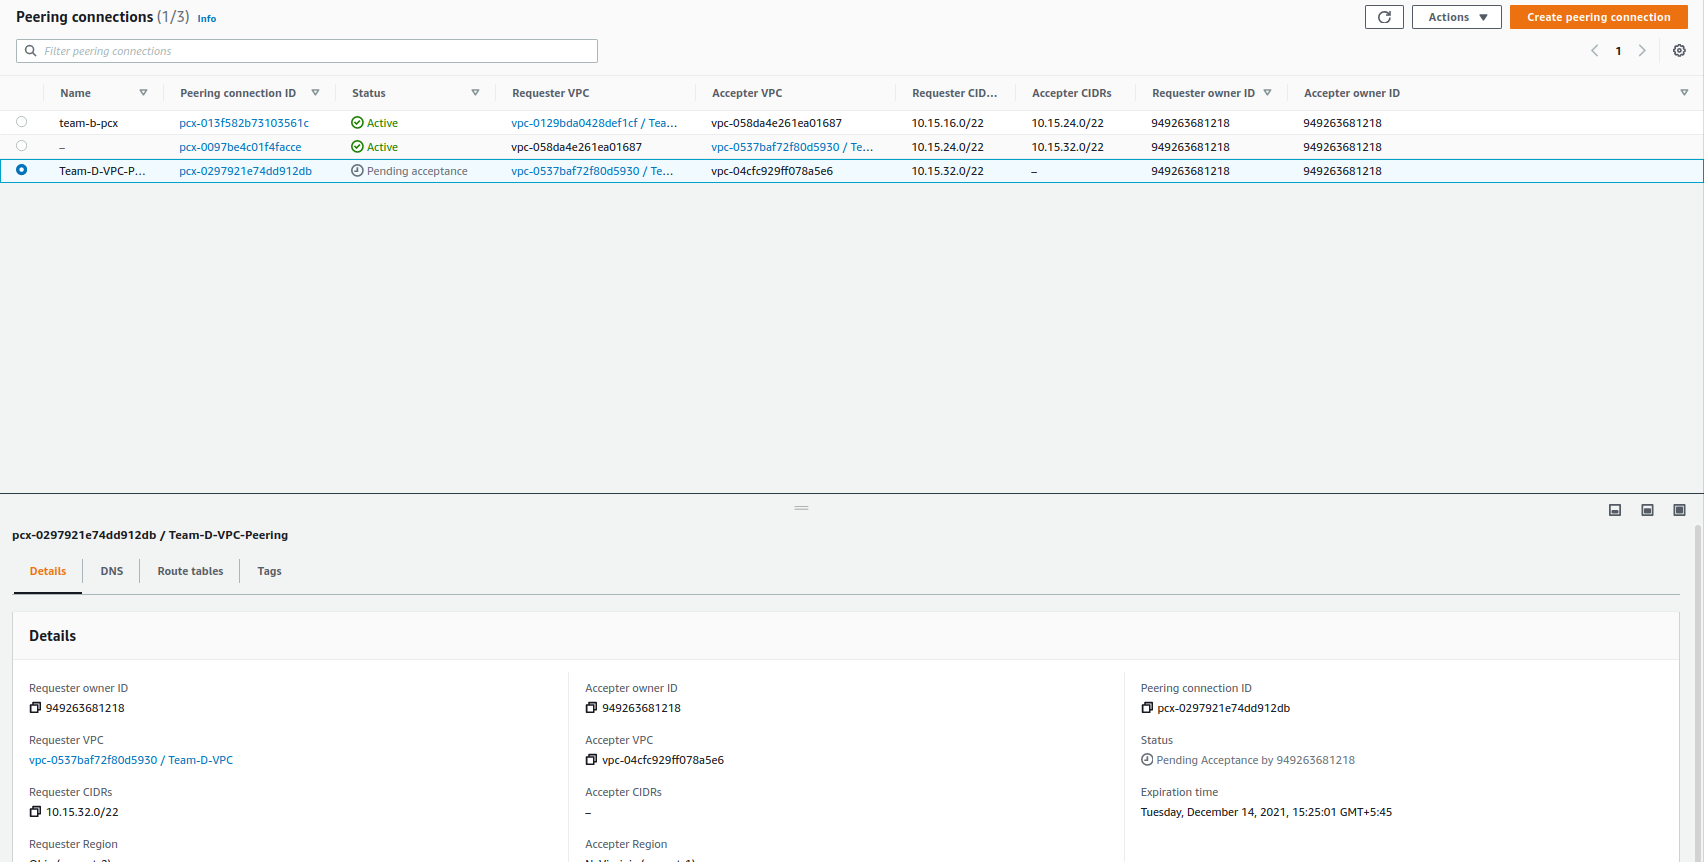 Peering connections (1/3) Info
Actions
Create peering connection
Filter peering connections
1
Name Peering connection ID Status Requester VPC Accepter VPC Requester CID... Accepter CIDRs Requester owner ID Accepter owner ID
team-b-pcx pcx-013f582b73103561c Active vpc-0129bda0428def1cf / Tea... vpc-058da4e261ea01687 10.15.16.0/22 10.15.24.0/22 949263681218 949263681218
– pcx-0097be4c01f4facce Active vpc-058da4e261ea01687 vpc-0537baf72f80d5930 / Te... 10.15.24.0/22 10.15.32.0/22 949263681218 949263681218
Team-D-VPC-P... pcx-0297921e74dd912db Pending acceptance vpc-0537baf72f80d5930 / Te... vpc-04cfc929ff078a5e6 10.15.32.0/22 – 949263681218 949263681218
pcx-0297921e74dd912db / Team-D-VPC-Peering
Details DNS Route tables Tags
Details
Requester owner ID
949263681218
Requester VPC
vpc-0537baf72f80d5930 / Team-D-VPC
Requester CIDRs
10.15.32.0/22
Requester Region
Accepter owner ID
949263681218
Accepter VPC
vpc-04cfc929ff078a5e6
Accepter CIDRs
–
Accepter Region
Peering connection ID
pcx-0297921e74dd912db
Status
Pending Acceptance by 949263681218
Expiration time
Tuesday, December 14, 2021, 15:25:01 GMT+5:45